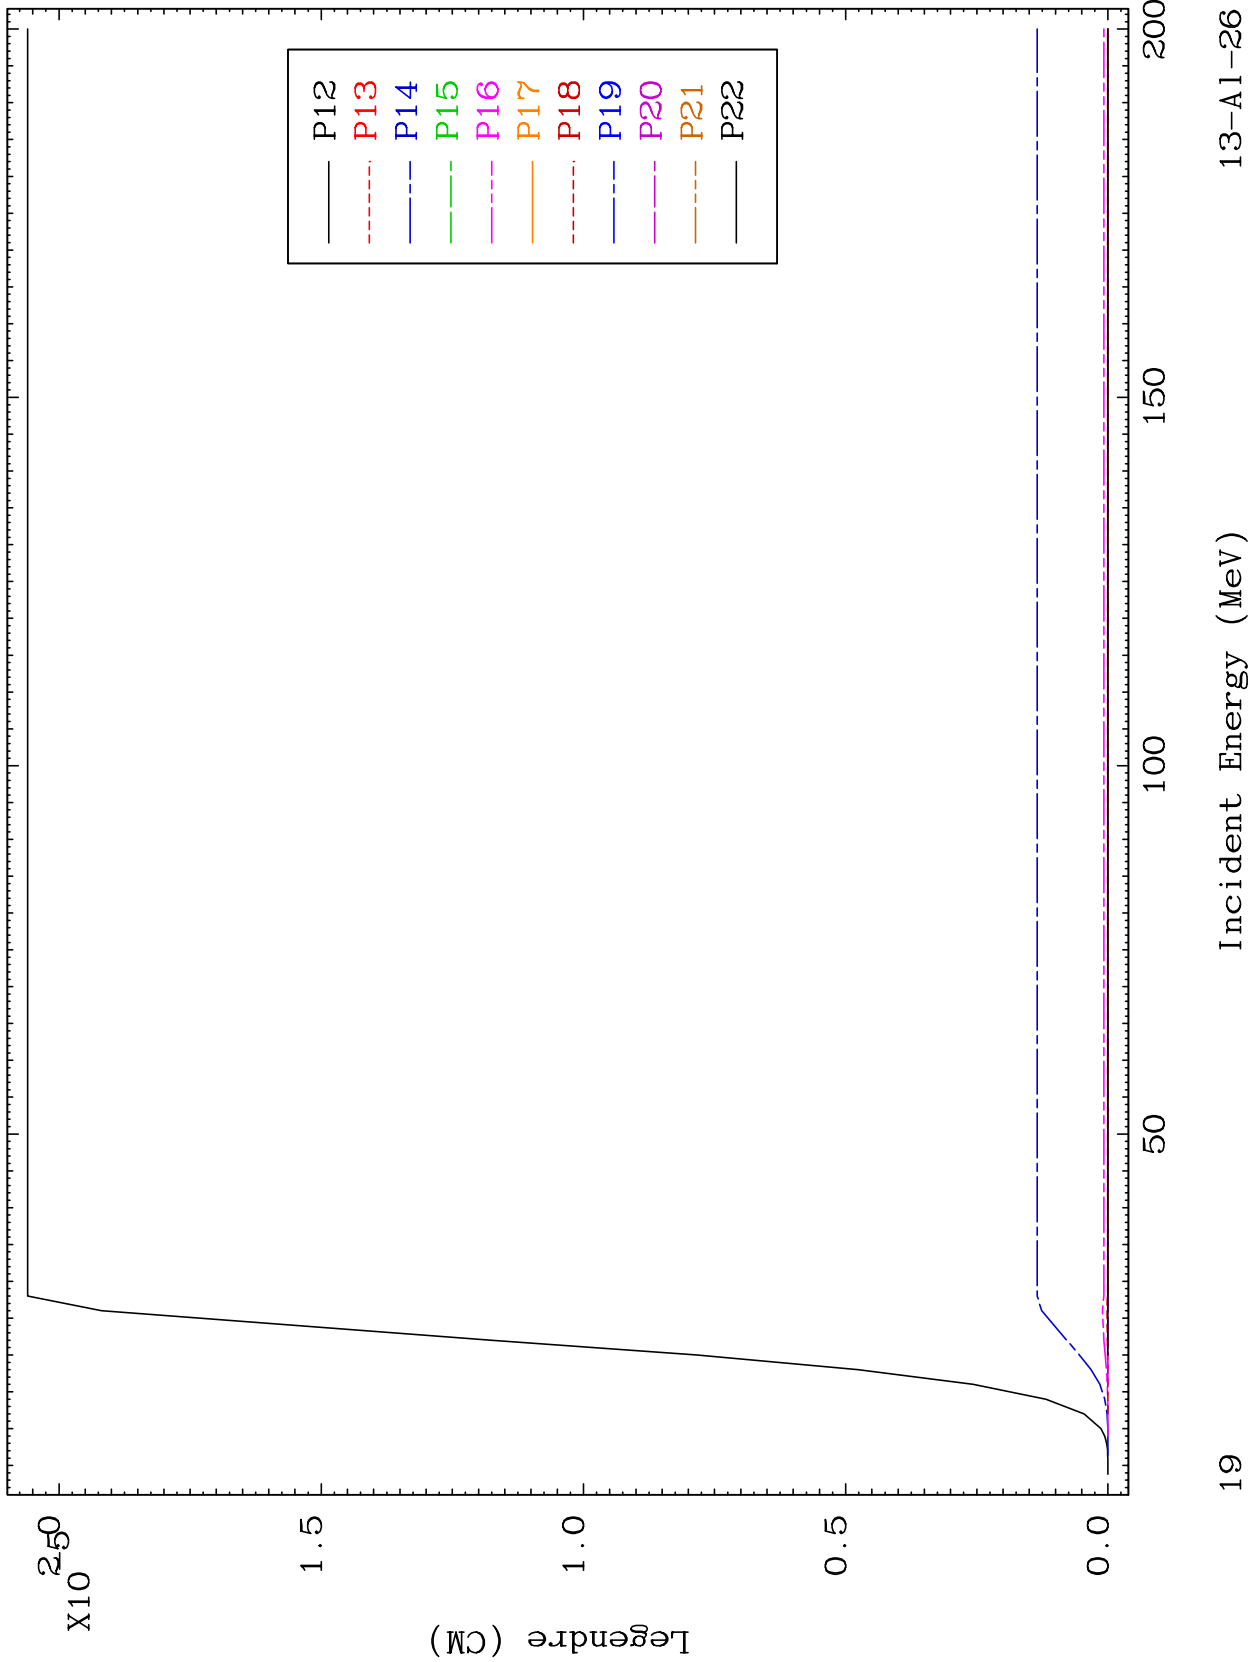 X10
-5
2.0
1.5
1.0
0.5
0.0
Legendre (CM)
P12
P13
P14
P15
P16
P17
P18
P19
P20
P21
P22
50
100
150
200
19
Incident Energy (MeV)
13-Al-26